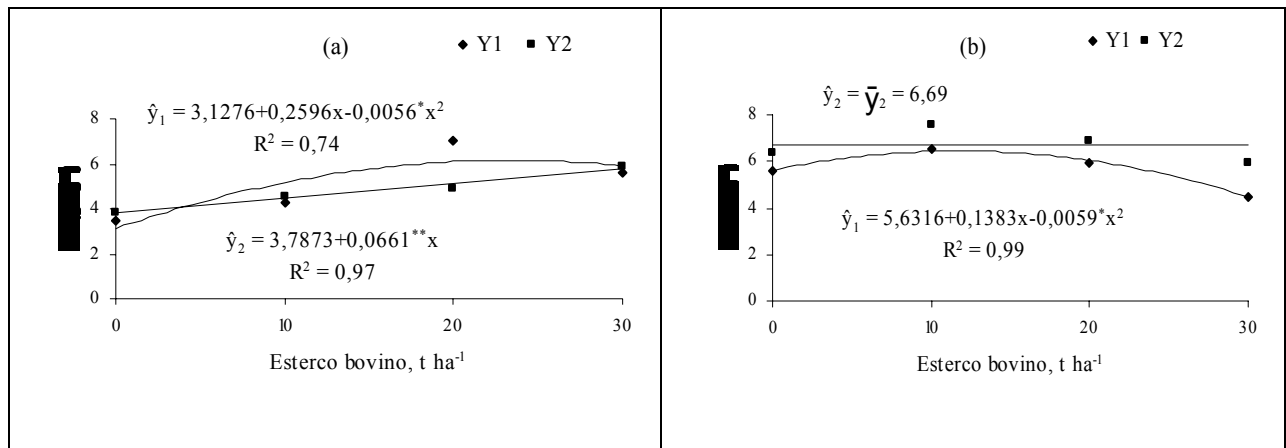 (a)
Y1 Y2
ŷ₁ = 3,1276+0,2596x-0,0056*x²
R² = 0,74
8
6
4
2
0
ŷ₂ = 3,7873+0,0661**x
R² = 0,97
0 10 20 30
Esterco bovino, t ha⁻¹
(b)
Y1 Y2
ŷ₂ = ȳ₂ = 6,69
8
6
4
2
0
ŷ₁ = 5,6316+0,1383x-0,0059*x²
R² = 0,99
0 10 20 30
Esterco bovino, t ha⁻¹